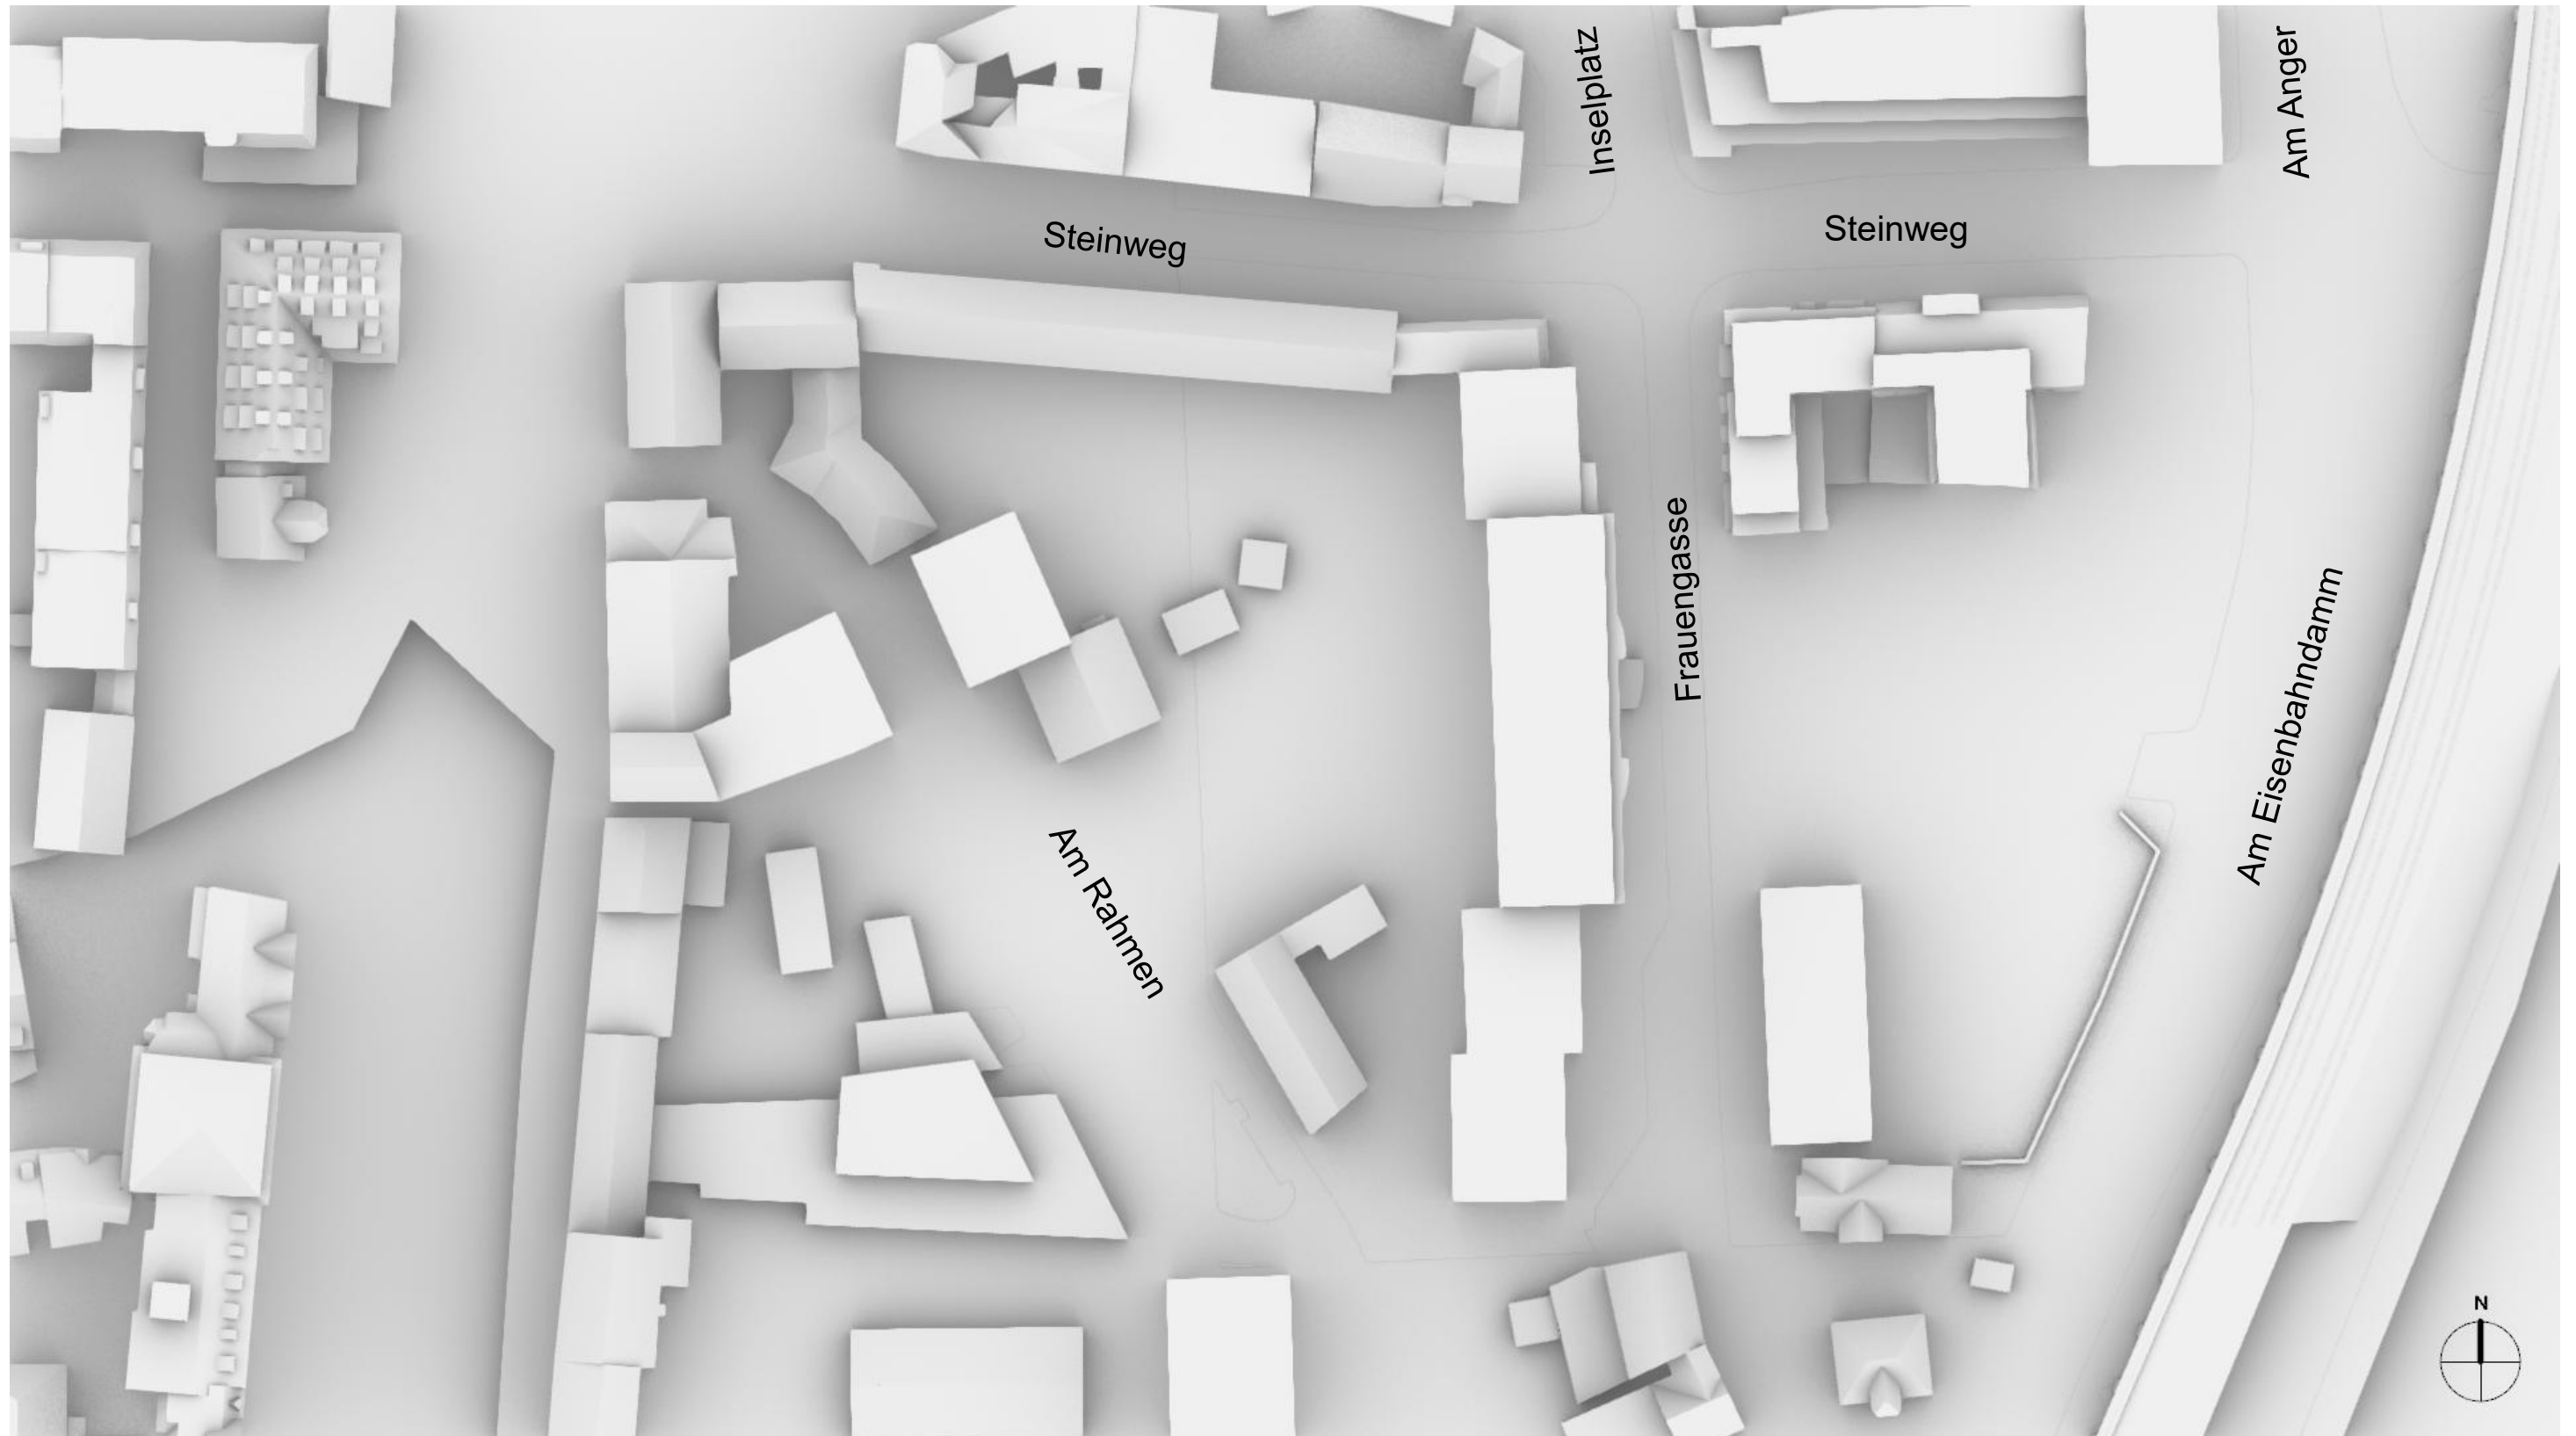 Inselplatz
Am Anger
Steinweg
Steinweg
Frauengasse
Am Eisenbahndamm
Am Rahmen
N